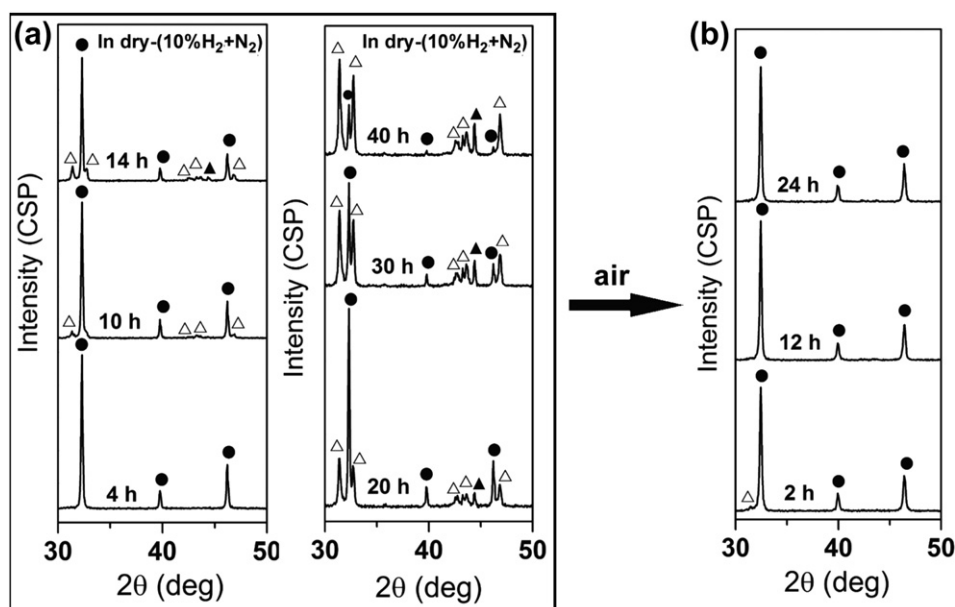 (a)
In dry-(10%H₂+N₂)
14 h
10 h
4 h
Intensity (CSP)
30 40 50
2θ (deg)
In dry-(10%H₂+N₂)
40 h
30 h
20 h
Intensity (CSP)
30 40 50
2θ (deg)
air
(b)
24 h
12 h
2 h
Intensity (CSP)
30 40 50
2θ (deg)